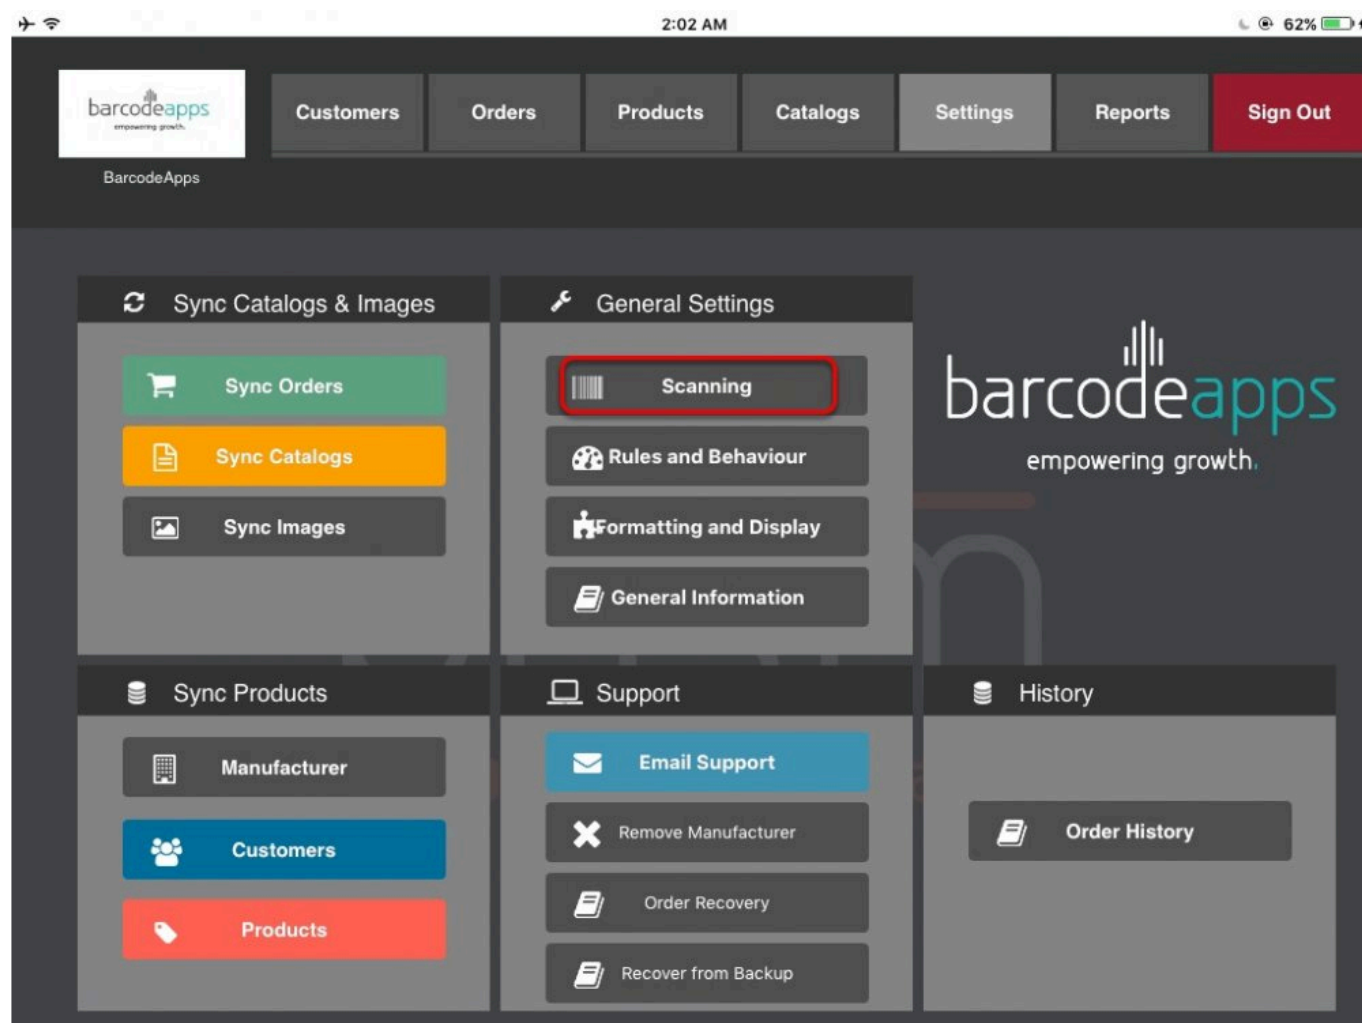 2:02 AM
62%
barcodeapps
empowering growth.
BarcodeApps
Customers
Orders
Products
Catalogs
Settings
Reports
Sign Out
Sync Catalogs & Images
Sync Orders
Sync Catalogs
Sync Images
General Settings
Scanning
Rules and Behaviour
Formatting and Display
General Information
barcodeapps
empowering growth.
Sync Products
Manufacturer
Customers
Products
Support
Email Support
Remove Manufacturer
Order Recovery
Recover from Backup
History
Order History